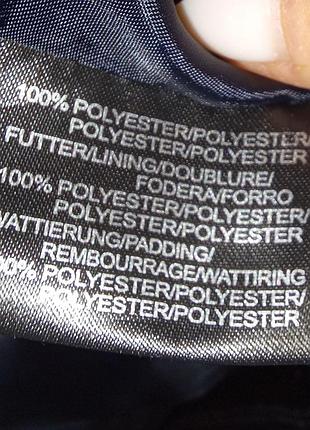 100% POLYESTER/POLYESTER/
POLYESTER/POLYESTER
FUTTER/LINING/DOUBLURE/
FODERA/FORRO
100% POLYESTER/POLYESTER/
POLYESTER/POLYESTER
WATTIERUNG/PADDING/
REMBOURRAGE/WATTIRING
POLYESTER/POLYESTER/
POLYESTER/POLYESTER